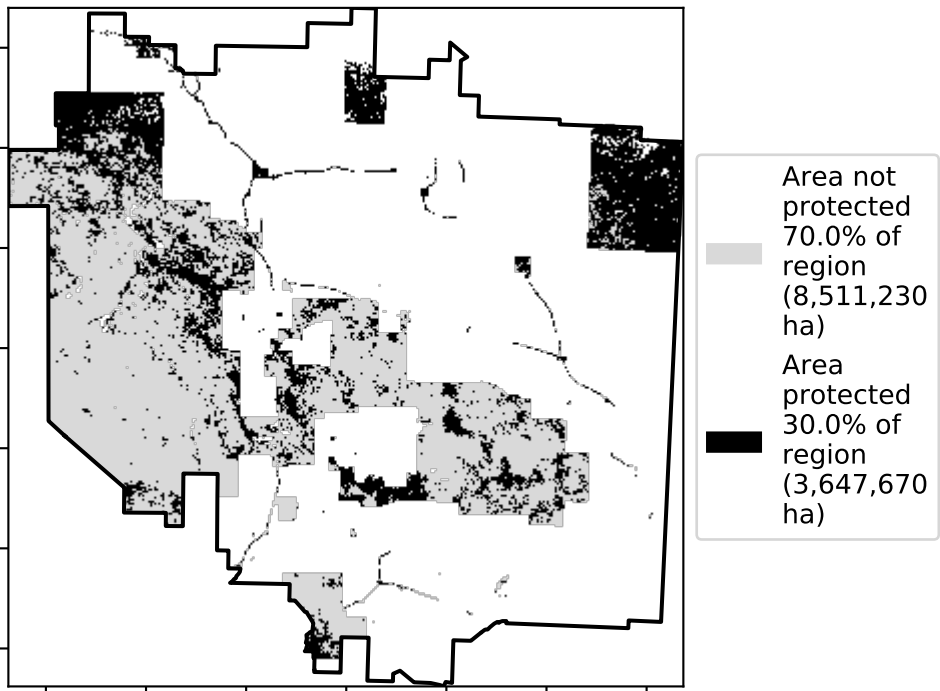 Area not
protected
70.0% of
region
(8,511,230
ha)
Area
protected
30.0% of
region
(3,647,670
ha)